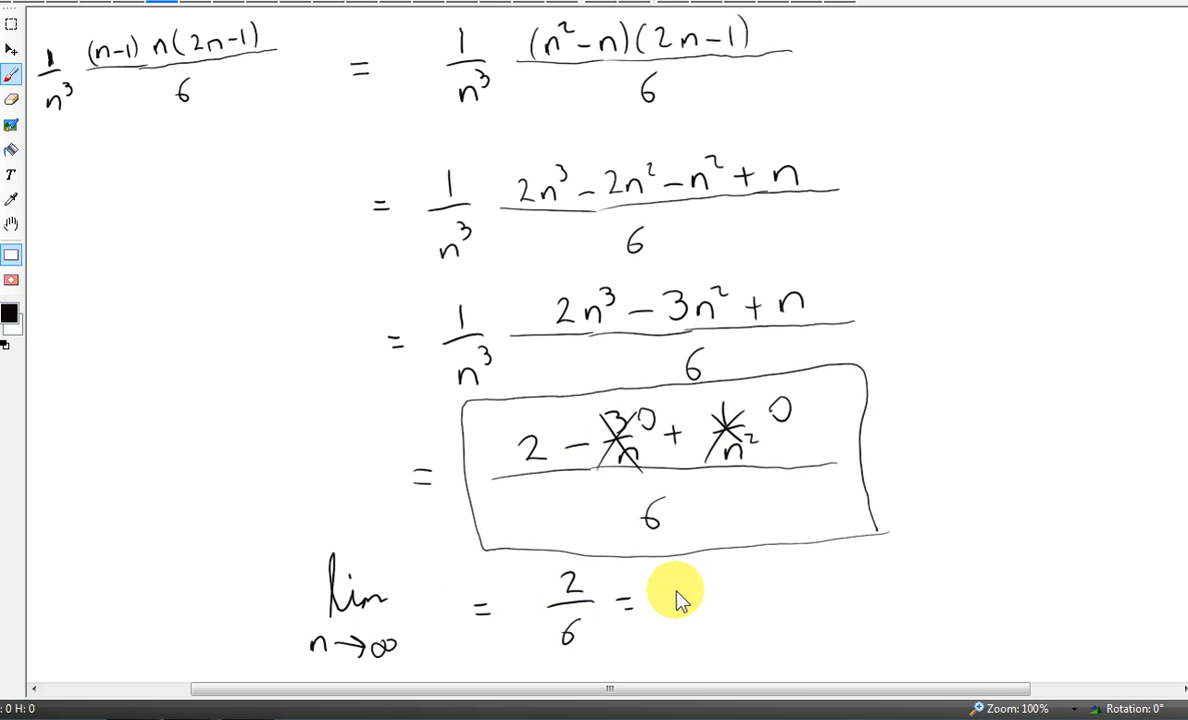 1/n³ (n-1) n(2n-1)/6 = 1/n³ (n²-n)(2n-1)/6
= 1/n³ 2n³-2n²-n²+n/6
= 1/n³ 2n³-3n²+n/6
= 2 - 3/n 0 + 1/n² 0/6
lim n→∞ = 2/6 =
: 0 H: 0 Zoom: 100% Rotation: 0°